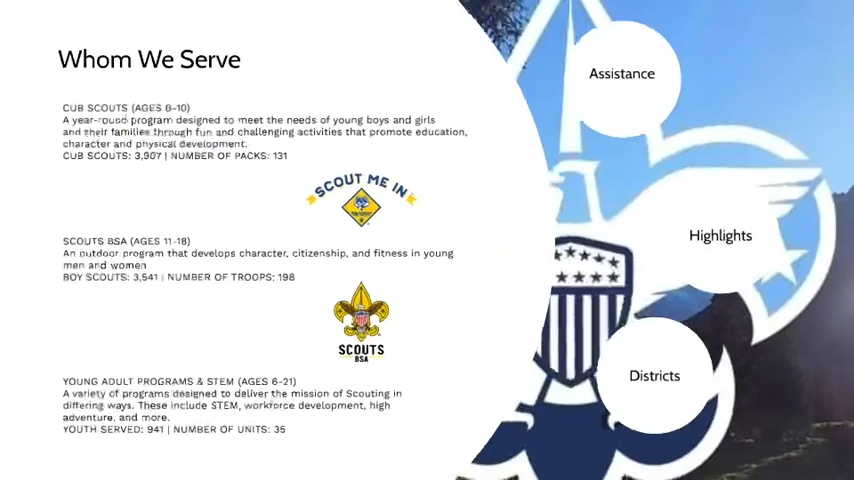 Whom We Serve
CUB SCOUTS (AGES 6-10)
A year-round program designed to meet the needs of young boys and girls
and their families through fun and challenging activities that promote education,
character and physical development.
CUB SCOUTS: 3,907 | NUMBER OF PACKS: 131
SCOUT ME IN
SCOUTS BSA (AGES 11-18)
An outdoor program that develops character, citizenship, and fitness in young
men and women
BOY SCOUTS: 3,541 | NUMBER OF TROOPS: 198
SCOUTS
BSA
YOUNG ADULT PROGRAMS & STEM (AGES 6-21)
A variety of programs designed to deliver the mission of Scouting in
differing ways. These include STEM, workforce development, high
adventure, and more.
YOUTH SERVED: 941 | NUMBER OF UNITS: 35
Assistance
Highlights
Districts